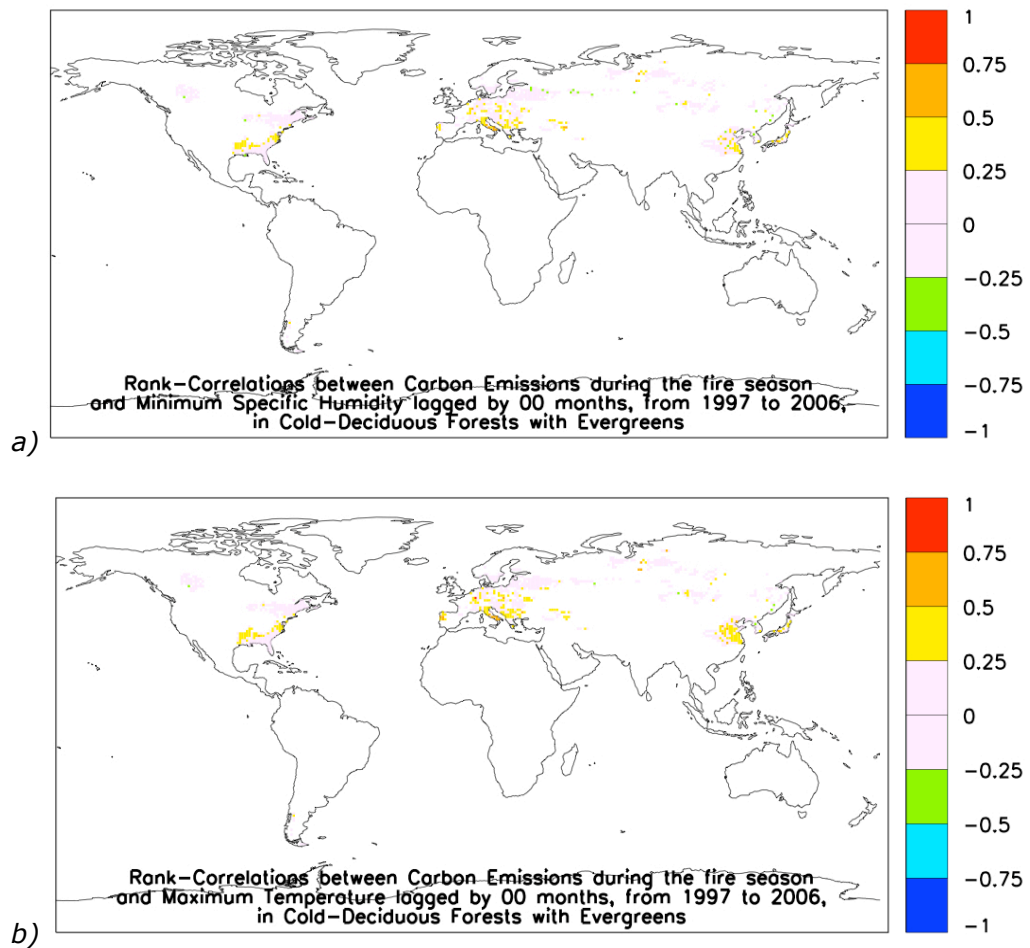 1
0.75
0.5
0.25
0
-0.25
-0.5
-0.75
-1
Rank-Correlations between Carbon Emissions during the fire season
and Minimum Specific Humidity lagged by 00 months, from 1997 to 2006,
in Cold-Deciduous Forests with Evergreens
a)
1
0.75
0.5
0.25
0
-0.25
-0.5
-0.75
-1
Rank-Correlations between Carbon Emissions during the fire season
and Maximum Temperature lagged by 00 months, from 1997 to 2006,
in Cold-Deciduous Forests with Evergreens
b)